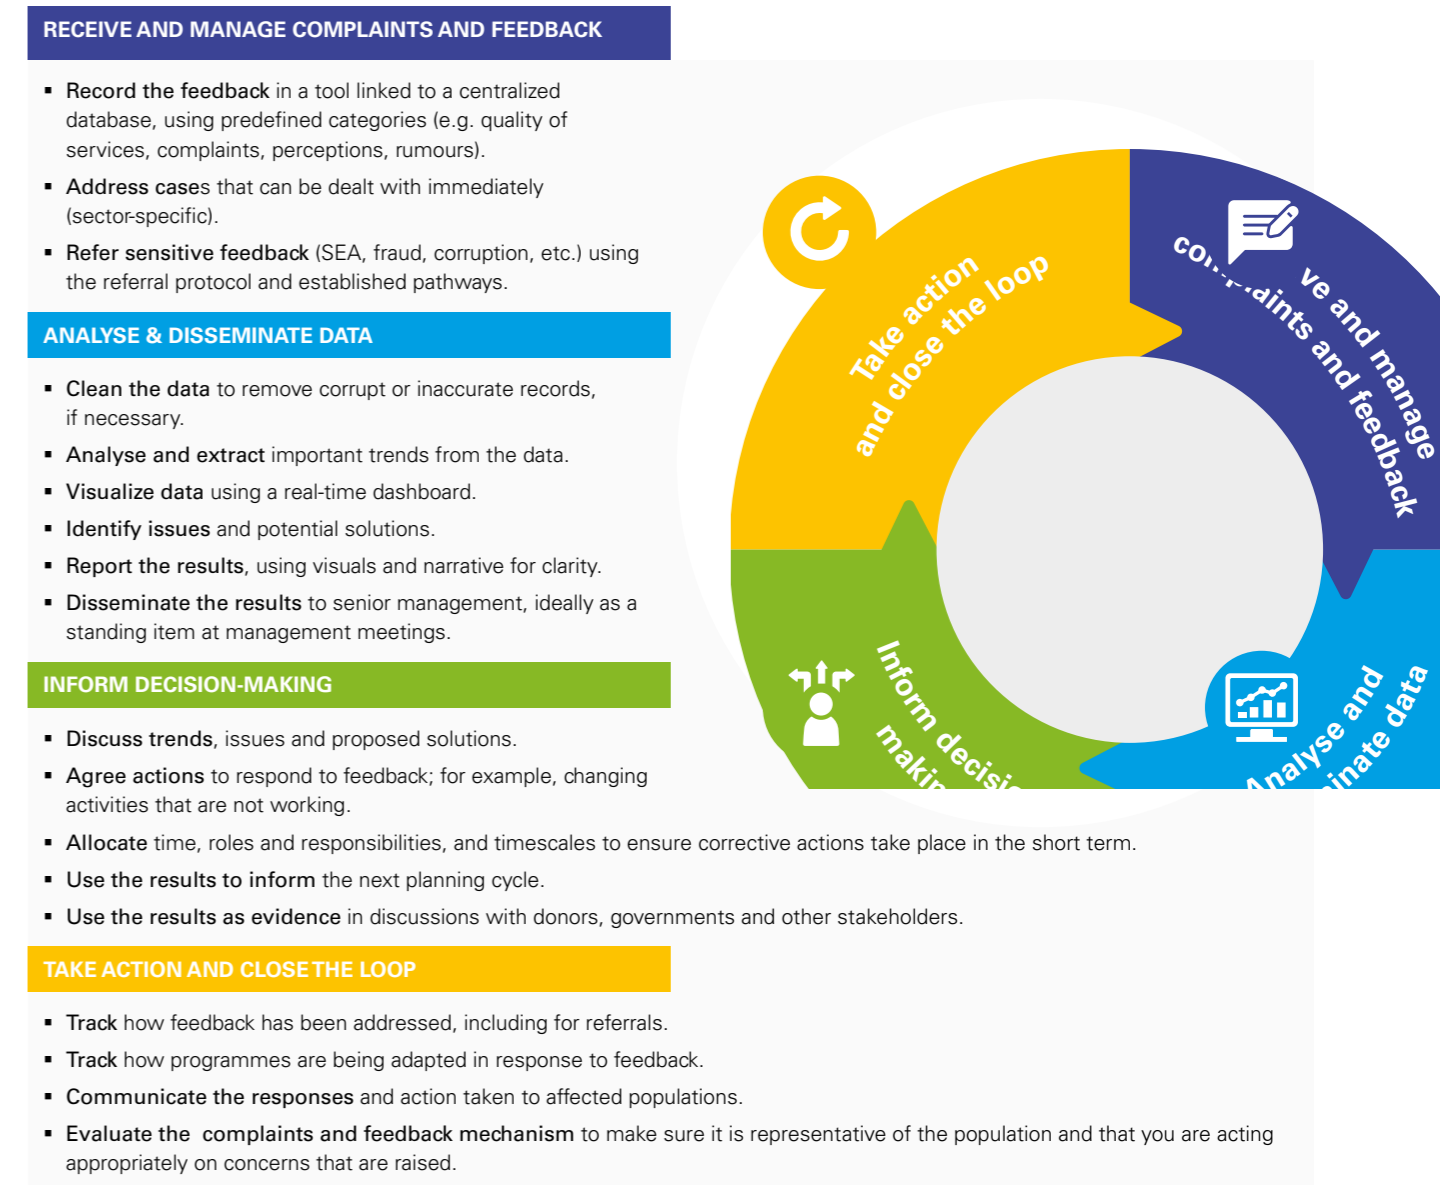 RECEIVE AND MANAGE COMPLAINTS AND FEEDBACK
▪ Record the feedback in a tool linked to a centralized
database, using predefined categories (e.g. quality of
services, complaints, perceptions, rumours).
▪ Address cases that can be dealt with immediately
(sector-specific).
▪ Refer sensitive feedback (SEA, fraud, corruption, etc.) using
the referral protocol and established pathways.
ANALYSE & DISSEMINATE DATA
▪ Clean the data to remove corrupt or inaccurate records,
if necessary.
▪ Analyse and extract important trends from the data.
▪ Visualize data using a real-time dashboard.
▪ Identify issues and potential solutions.
▪ Report the results, using visuals and narrative for clarity.
▪ Disseminate the results to senior management, ideally as a
standing item at management meetings.
INFORM DECISION-MAKING
▪ Discuss trends, issues and proposed solutions.
▪ Agree actions to respond to feedback; for example, changing
activities that are not working.
▪ Allocate time, roles and responsibilities, and timescales to ensure corrective actions take place in the short term.
▪ Use the results to inform the next planning cycle.
▪ Use the results as evidence in discussions with donors, governments and other stakeholders.
TAKE ACTION AND CLOSE THE LOOP
▪ Track how feedback has been addressed, including for referrals.
▪ Track how programmes are being adapted in response to feedback.
▪ Communicate the responses and action taken to affected populations.
▪ Evaluate the  complaints and feedback mechanism to make sure it is representative of the population and that you are acting
appropriately on concerns that are raised.
Take action
and close the loop
ve and manage
and feedback
Analyse and
data
Inform